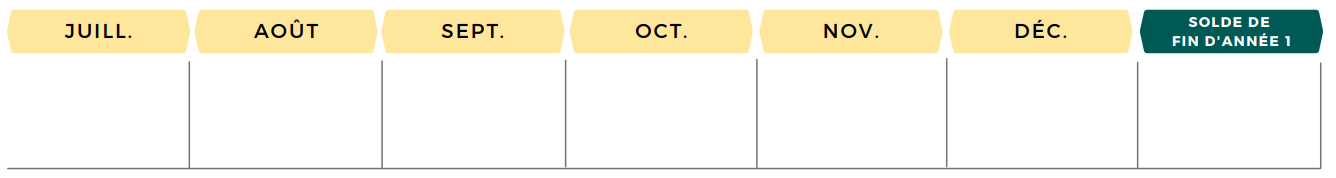 JUILL.
AOÛT
SEPT.
OCT.
NOV.
DÉC.
SOLDE DE
FIN D'ANNÉE 1